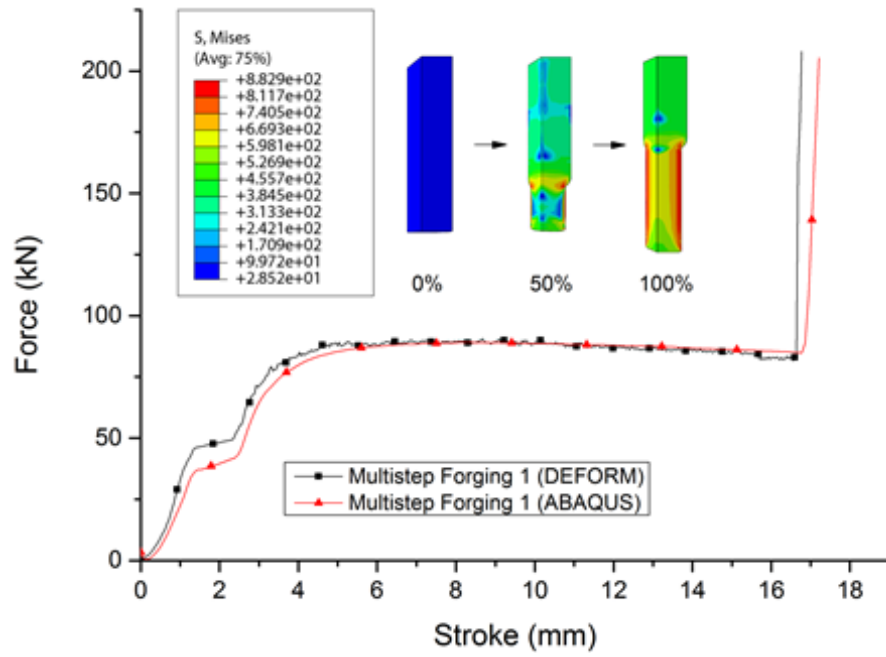 S, Mises
(Avg: 75%)
+8.829e+02
+8.117e+02
+7.405e+02
+6.693e+02
+5.981e+02
+5.269e+02
+4.557e+02
+3.845e+02
+3.133e+02
+2.421e+02
+1.709e+02
+9.972e+01
+2.852e+01
0% 50% 100%
200
150
100
50
0
Force (kN)
Multistep Forging 1 (DEFORM)
Multistep Forging 1 (ABAQUS)
0 2 4 6 8 10 12 14 16 18
Stroke (mm)